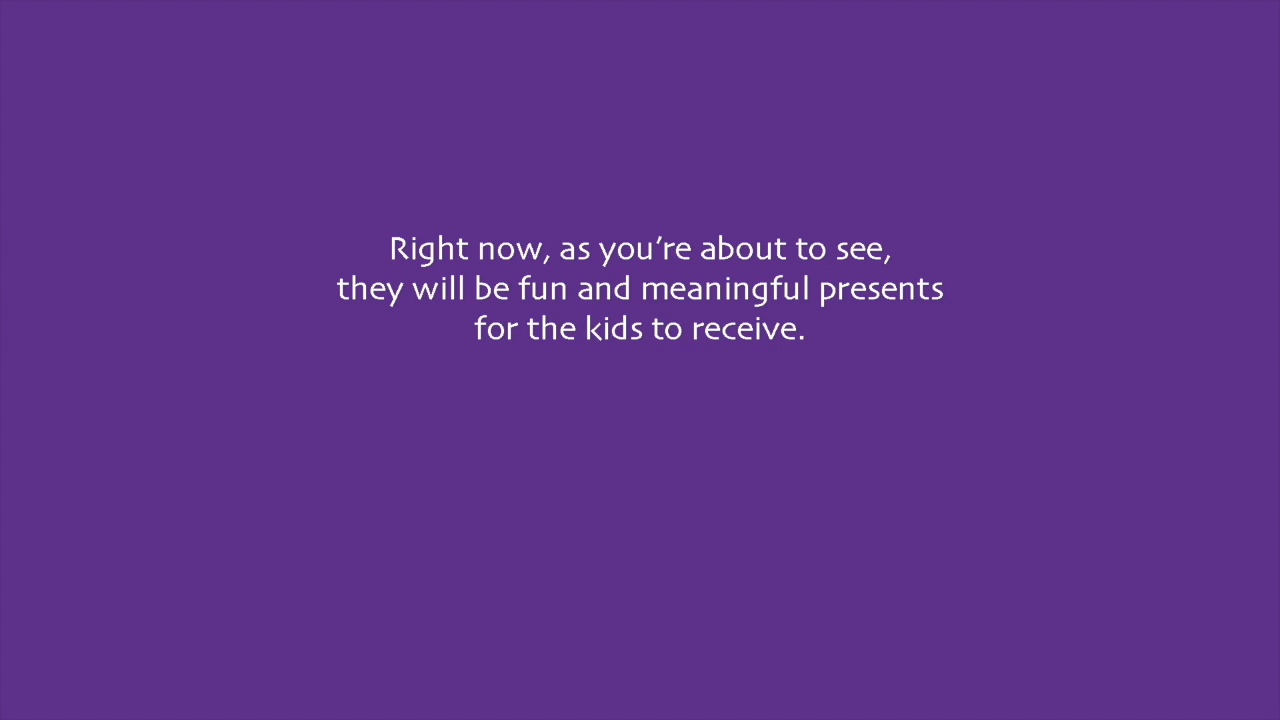 Right now, as you’re about to see,
they will be fun and meaningful presents
for the kids to receive.